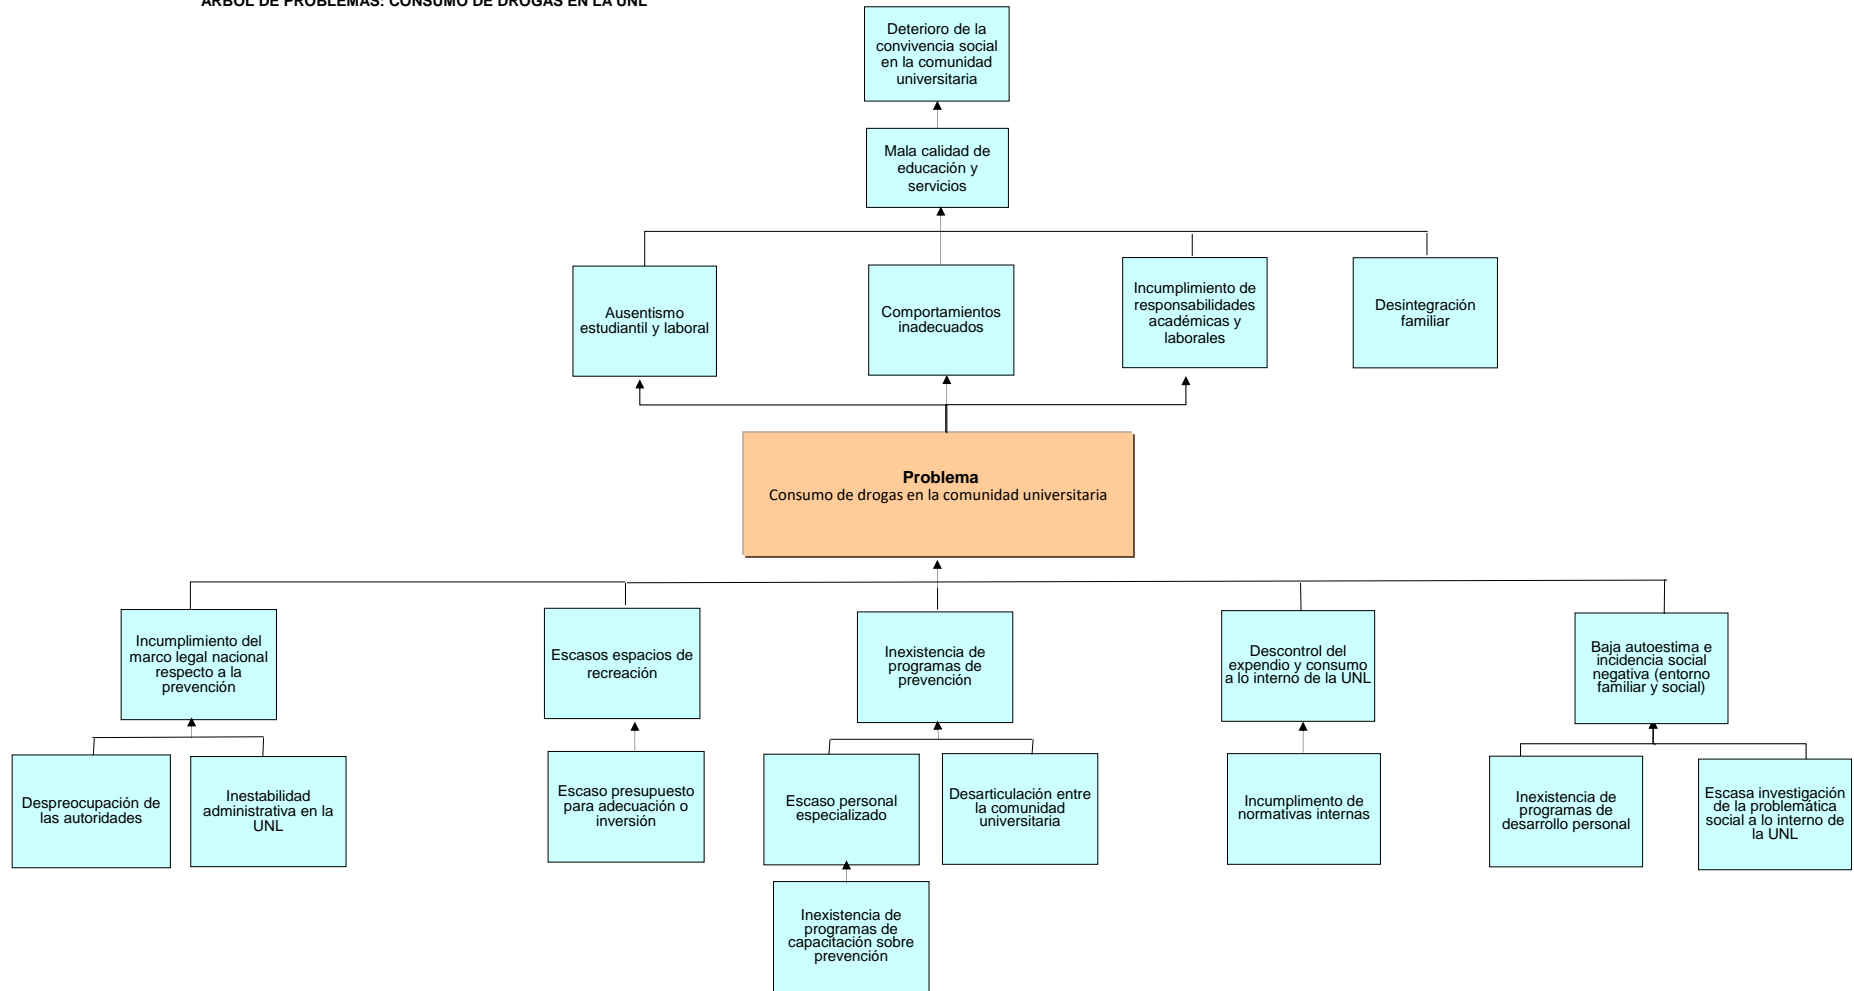 ÁRBOL DE PROBLEMAS: CONSUMO DE DROGAS EN LA UNL
Deterioro de la
convivencia social
en la comunidad
universitaria
Mala calidad de
educación y
servicios
Ausentismo
estudiantil y laboral
Comportamientos
inadecuados
Incumplimiento de
responsabilidades
académicas y
laborales
Desintegración
familiar
Problema
Consumo de drogas en la comunidad universitaria
Incumplimiento del
marco legal nacional
respecto a la
prevención
Escasos espacios de
recreación
Inexistencia de
programas de
prevención
Descontrol del
expendio y consumo
a lo interno de la UNL
Baja autoestima e
incidencia social
negativa (entorno
familiar y social)
Despreocupación de
las autoridades
Inestabilidad
administrativa en la
UNL
Escaso presupuesto
para adecuación o
inversión
Escaso personal
especializado
Desarticulación entre
la comunidad
universitaria
Incumplimento de
normativas internas
Inexistencia de
programas de
desarrollo personal
Escasa investigación
de la problemática
social a lo interno de
la UNL
Inexistencia de
programas de
capacitación sobre
prevención